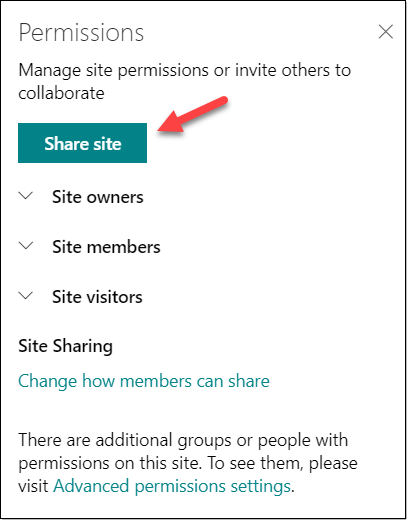 Permissions
Manage site permissions or invite others to
collaborate
Share site
Site owners
Site members
Site visitors
Site Sharing
Change how members can share
There are additional groups or people with
permissions on this site. To see them, please
visit Advanced permissions settings.